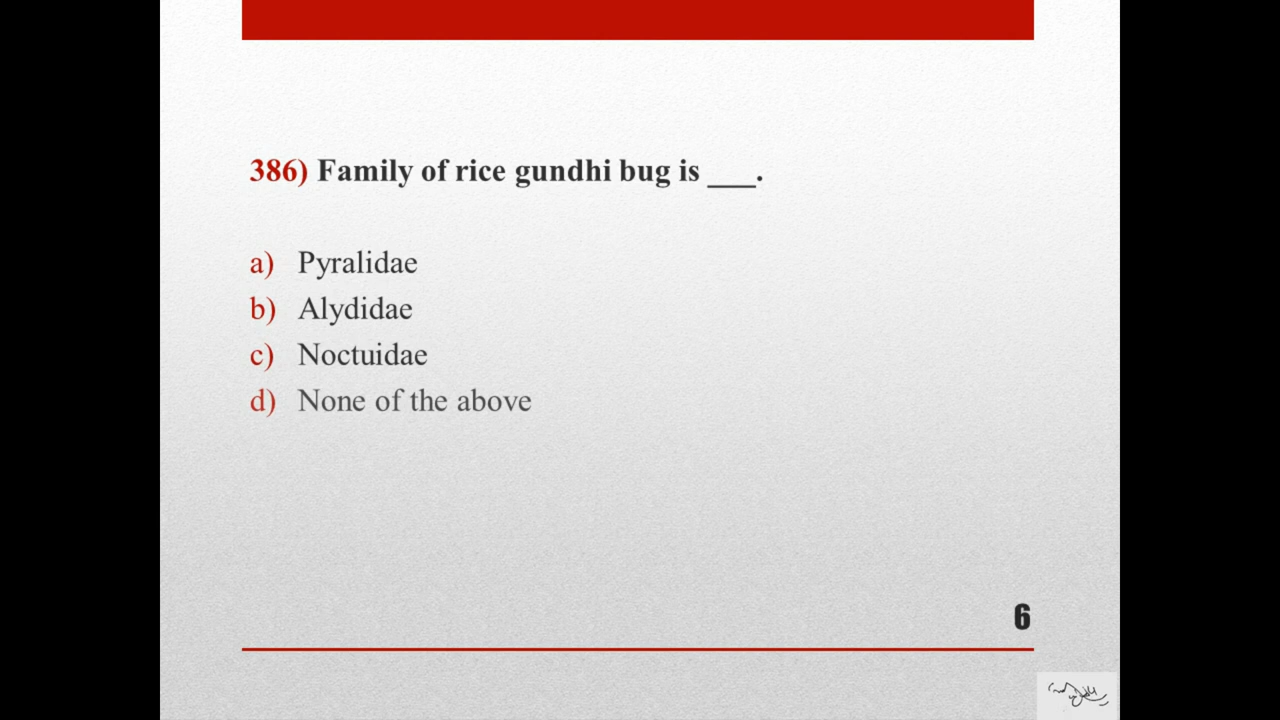 386) Family of rice gundhi bug is ___.
a) Pyralidae
b) Alydidae
c) Noctuidae
d) None of the above
6